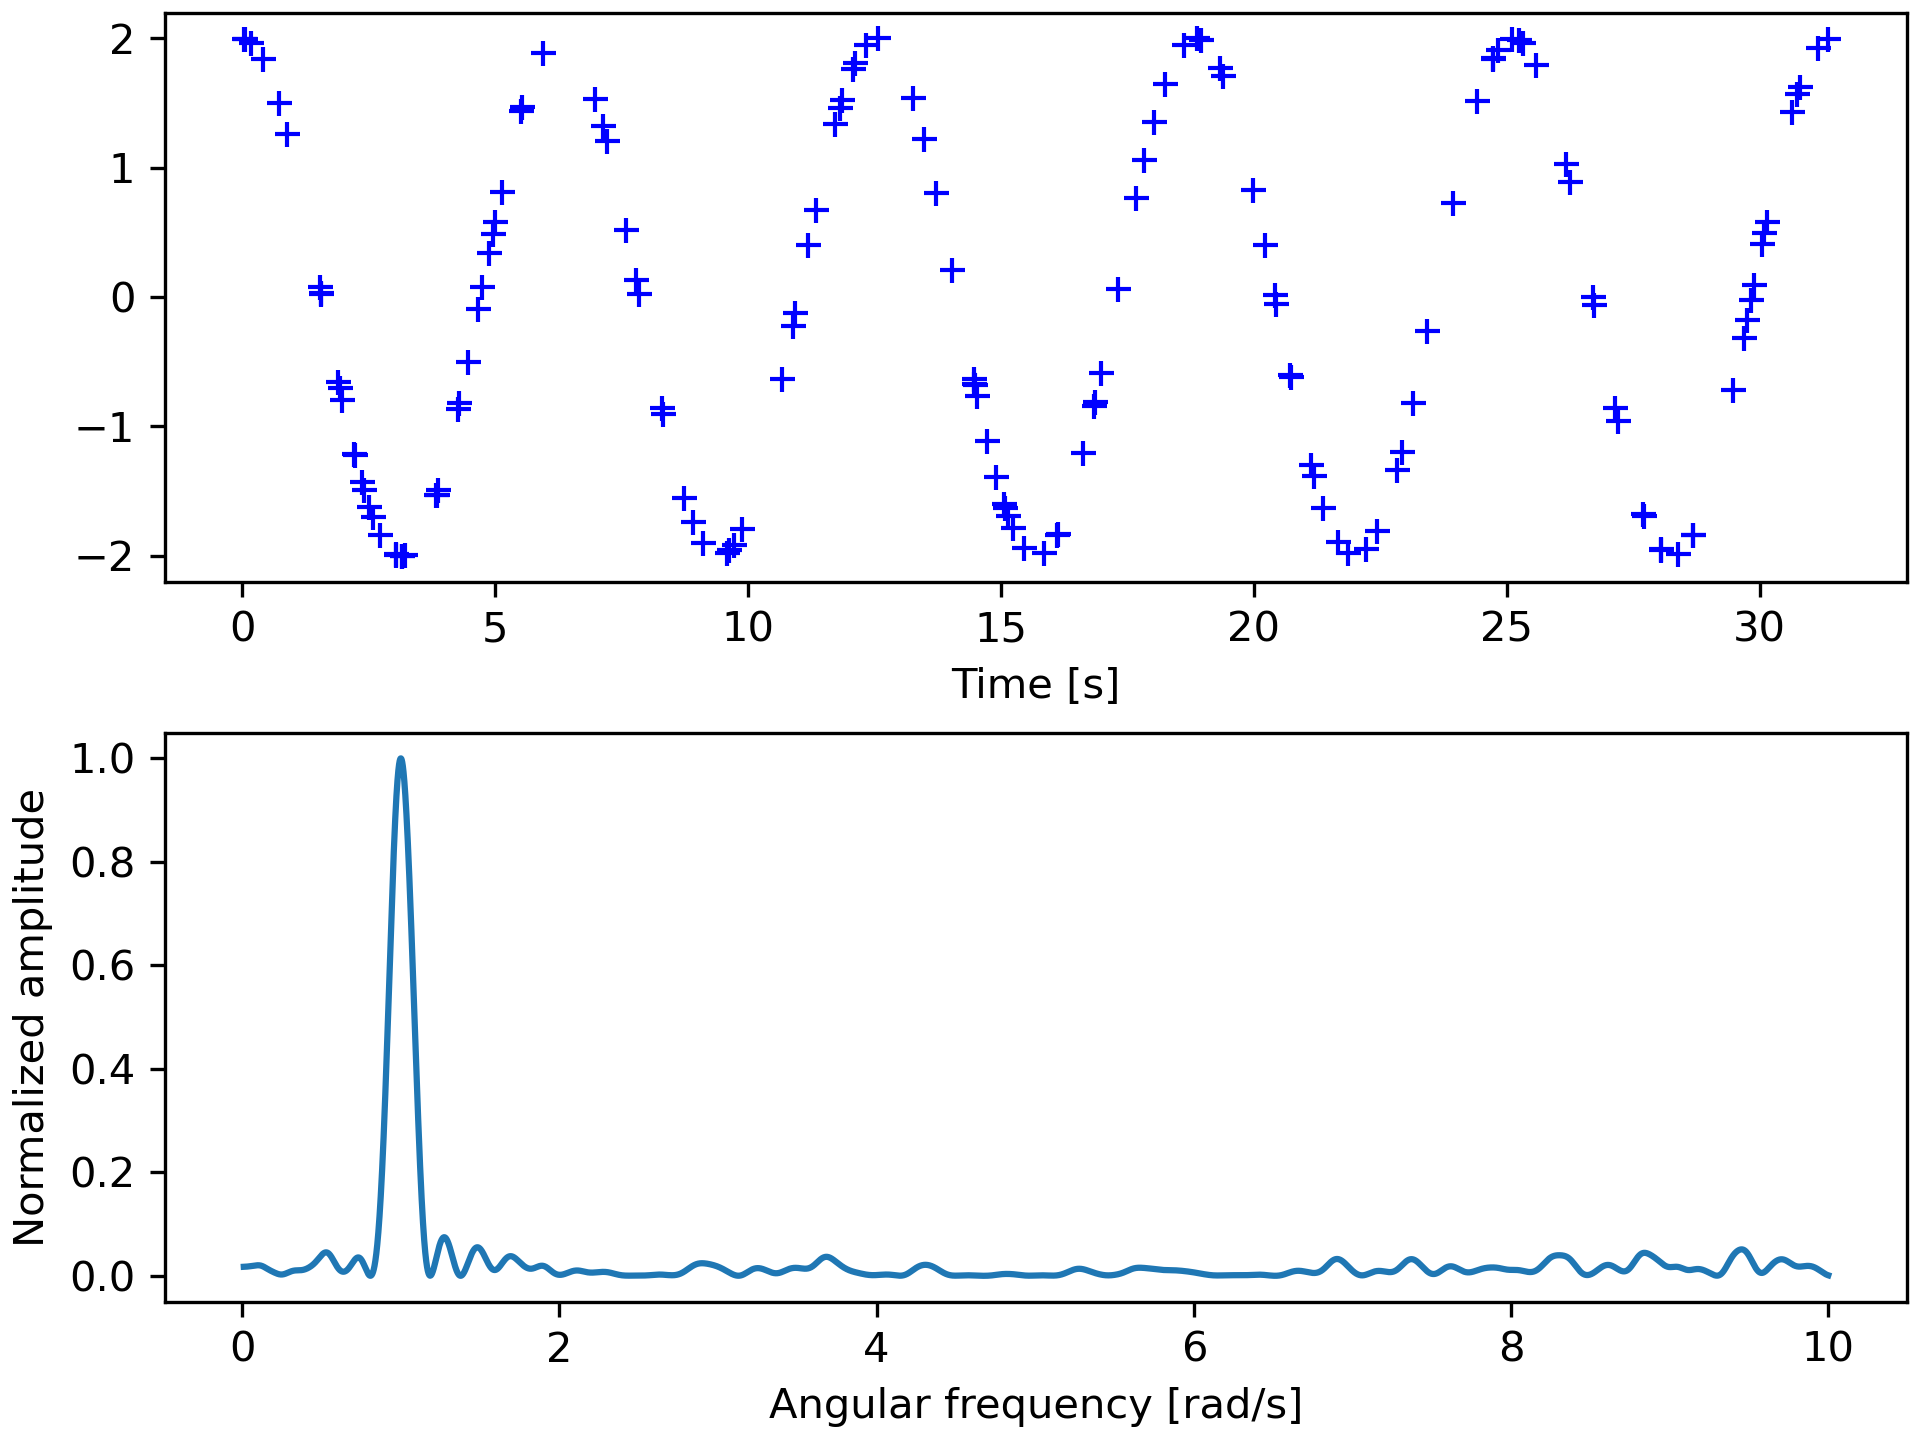 2
1
0
−1
−2
0 5 10 15 20 25 30
Time [s]
Normalized amplitude
1.0
0.8
0.6
0.4
0.2
0.0
0 2 4 6 8 10
Angular frequency [rad/s]